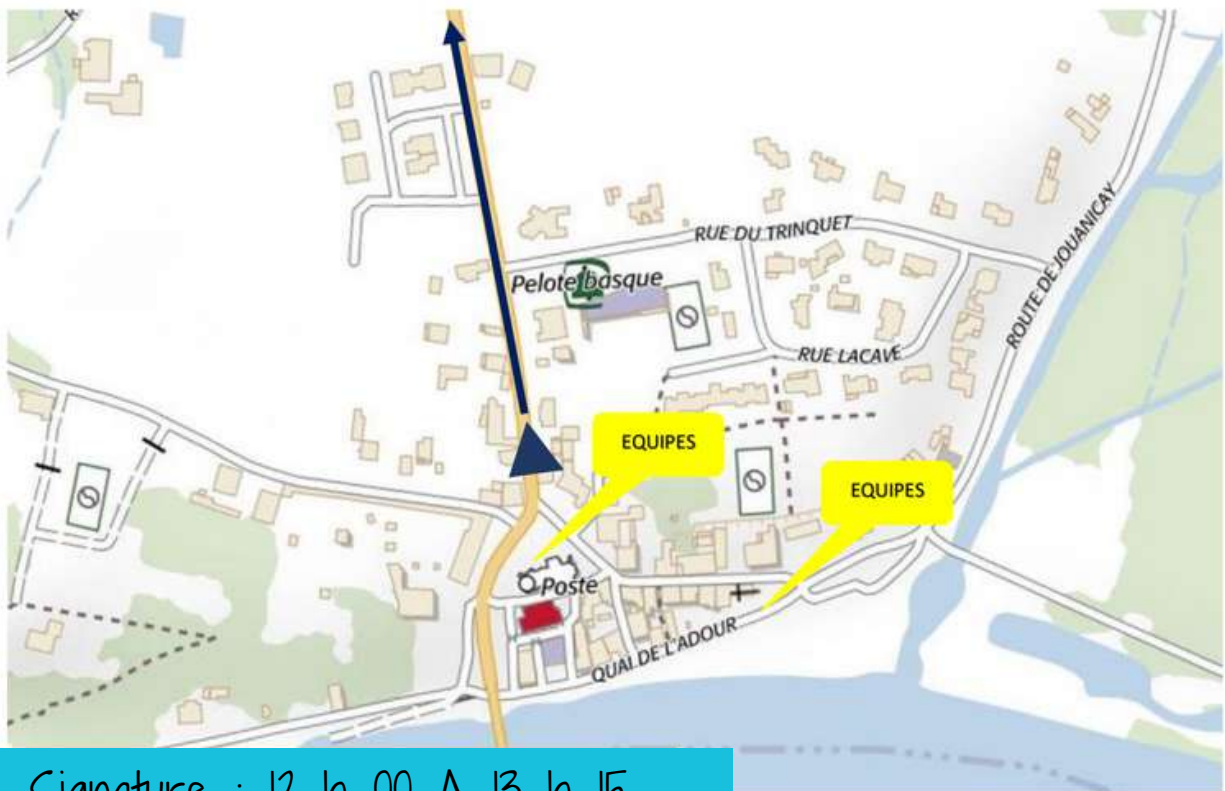 RUE DU TRINQUET
Pelote basque
ROUTE DE JOUANICAY
RUE LACAVE
EQUIPES
EQUIPES
Poste
QUAI DE L'ADOUR
Signature : 12 h 00 A 13 h 15